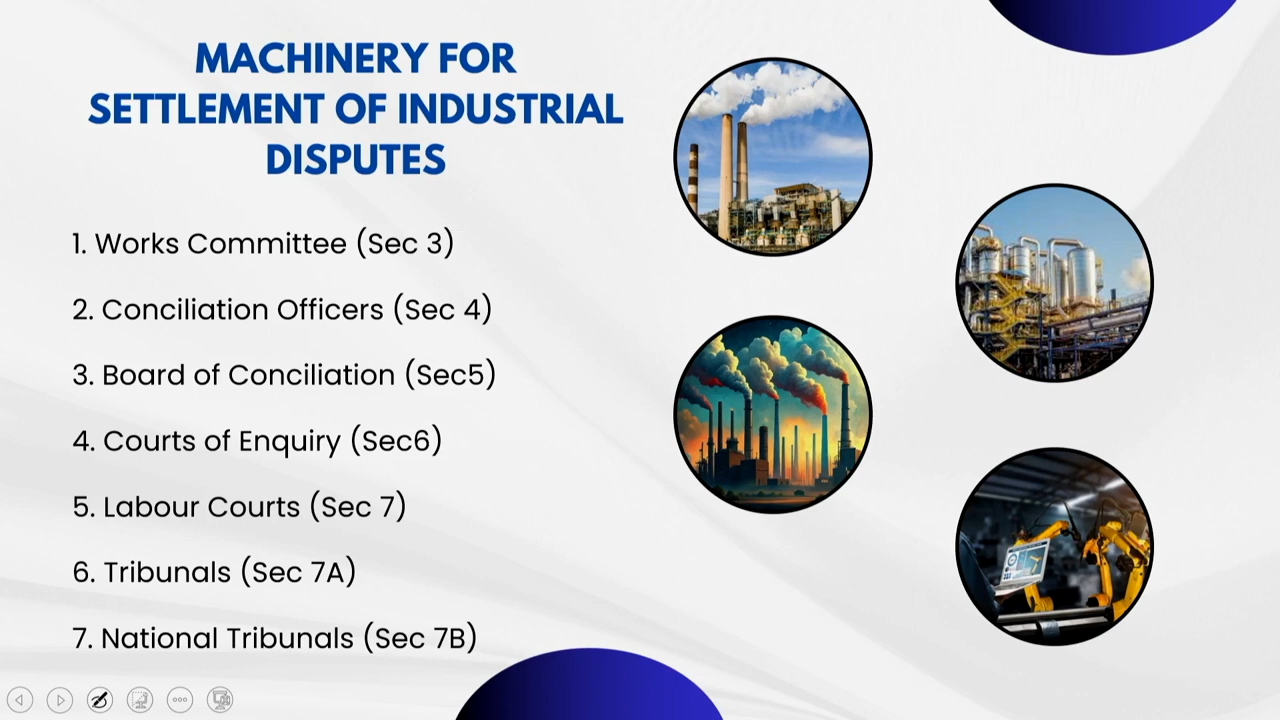 MACHINERY FOR
SETTLEMENT OF INDUSTRIAL
DISPUTES
1. Works Committee (Sec 3)
2. Conciliation Officers (Sec 4)
3. Board of Conciliation (Sec5)
4. Courts of Enquiry (Sec6)
5. Labour Courts (Sec 7)
6. Tribunals (Sec 7A)
7. National Tribunals (Sec 7B)